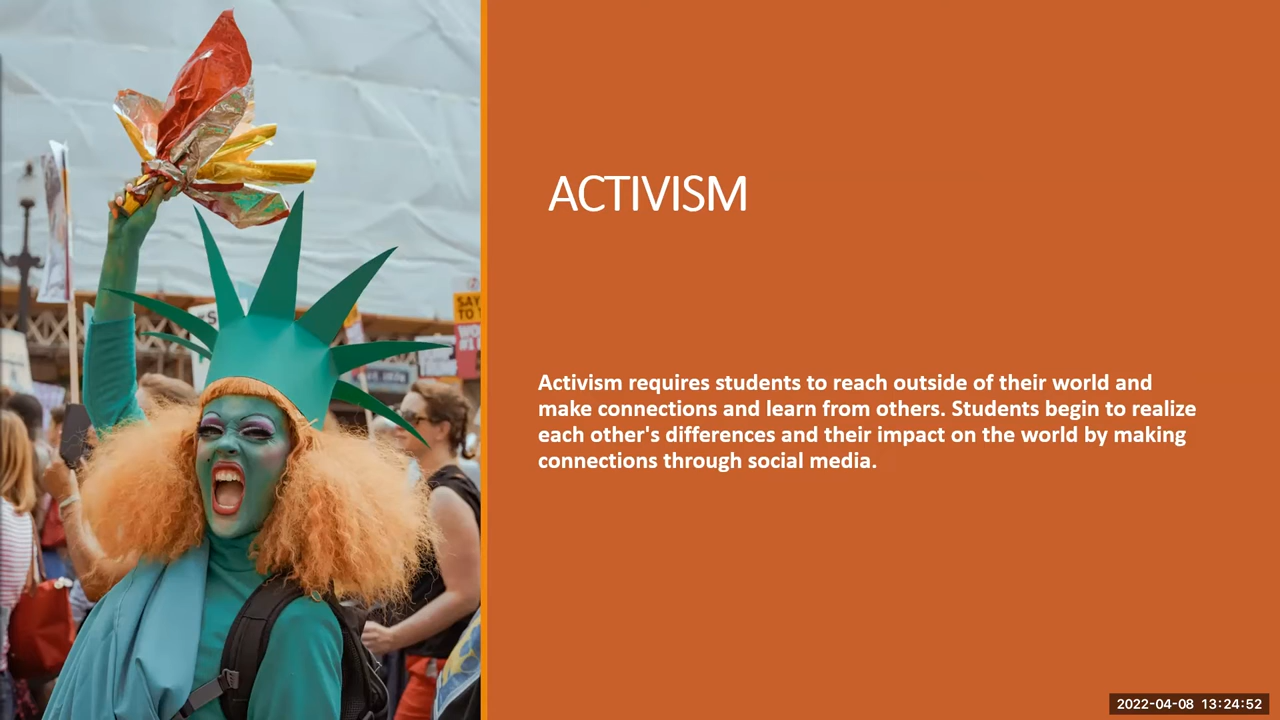 ACTIVISM
Activism requires students to reach outside of their world and
make connections and learn from others. Students begin to realize
each other's differences and their impact on the world by making
connections through social media.
SAY
TO
2022-04-08 13:24:52